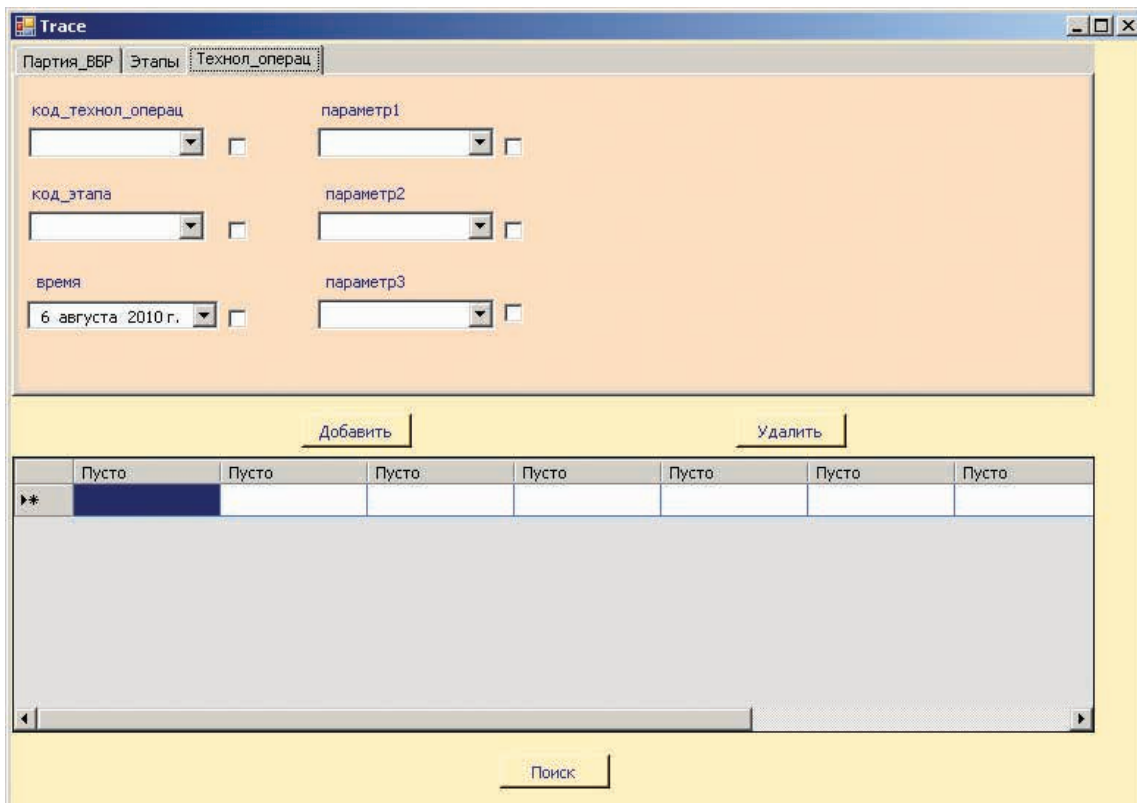 Trace
Партия_ВБР Этапы Технол_операц
код_технол_операц параметр1
код_этапа параметр2
время параметр3
6 августа 2010 г.
Добавить Удалить
Пусто Пусто Пусто Пусто Пусто Пусто Пусто
Поиск